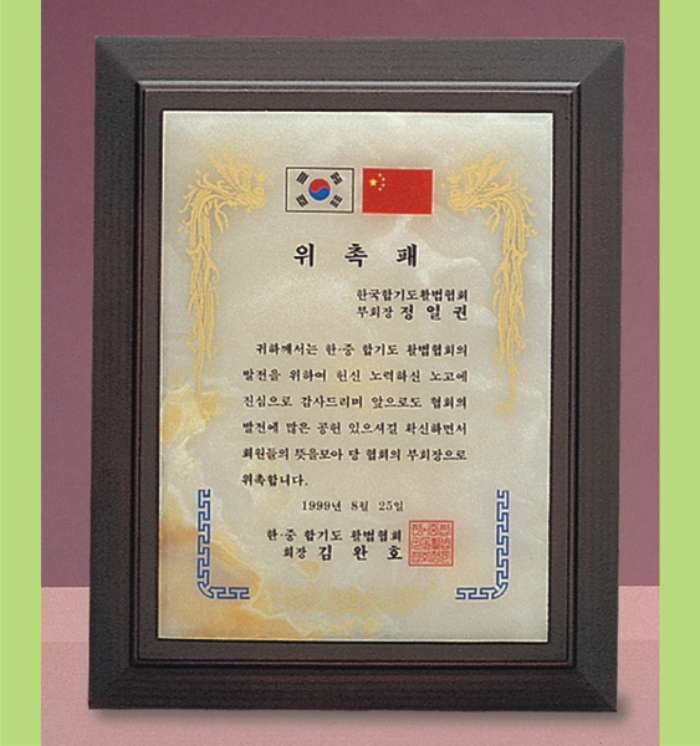 위 촉 패
한국합기도활법협회
부회장 정 일 권
귀하께서는 한·중 합기도 활법협회의
발전을 위하여 헌신 노력하신 노고에
진심으로 감사드리며 앞으로도 협회의
발전에 많은 공헌 있으셔길 확신하면서
회원들의 뜻을모아 당 협회의 부회장으로
위촉합니다.
1999년 8월 25일
한·중 합기도 활법협회
회장 김 완 호